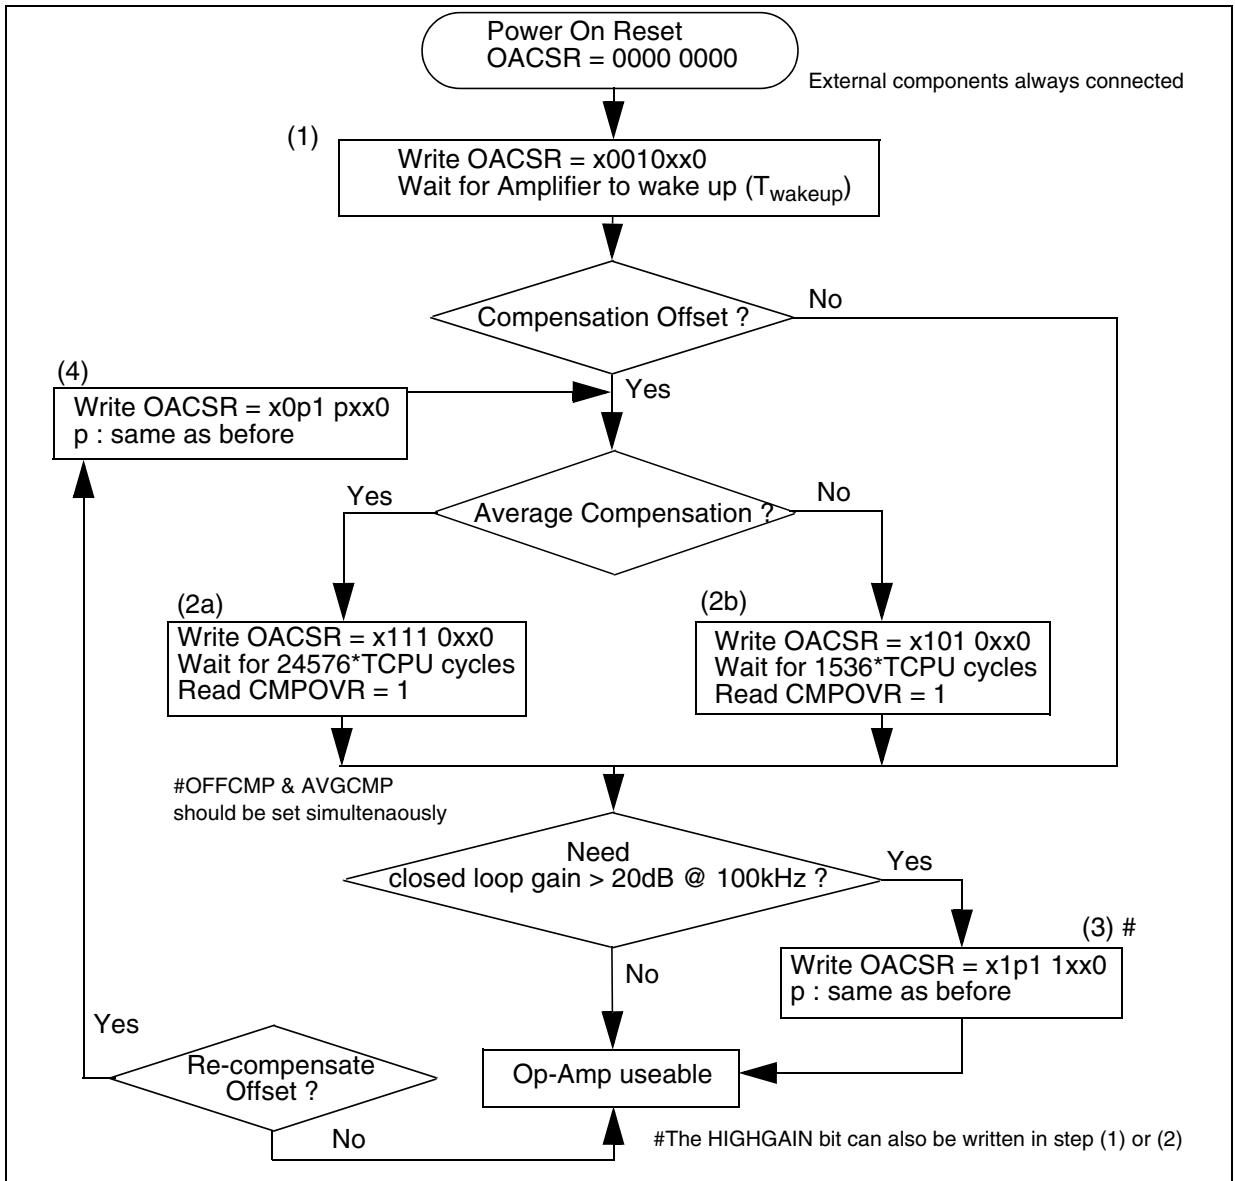 Power On Reset
OACSR = 0000 0000
External components always connected
(1)
Write OACSR = x0010xx0
Wait for Amplifier to wake up (Twakeup)
Compensation Offset ?
No
Yes
(4)
Write OACSR = x0p1 pxx0
p : same as before
Average Compensation ?
Yes
No
(2a)
Write OACSR = x111 0xx0
Wait for 24576*TCPU cycles
Read CMPOVR = 1
(2b)
Write OACSR = x101 0xx0
Wait for 1536*TCPU cycles
Read CMPOVR = 1
#OFFCMP & AVGCMP
should be set simultenaously
Need
closed loop gain > 20dB @ 100kHz ?
Yes
(3) #
Write OACSR = x1p1 1xx0
p : same as before
No
Yes
Re-compensate
Offset ?
No
Op-Amp useable
#The HIGHGAIN bit can also be written in step (1) or (2)